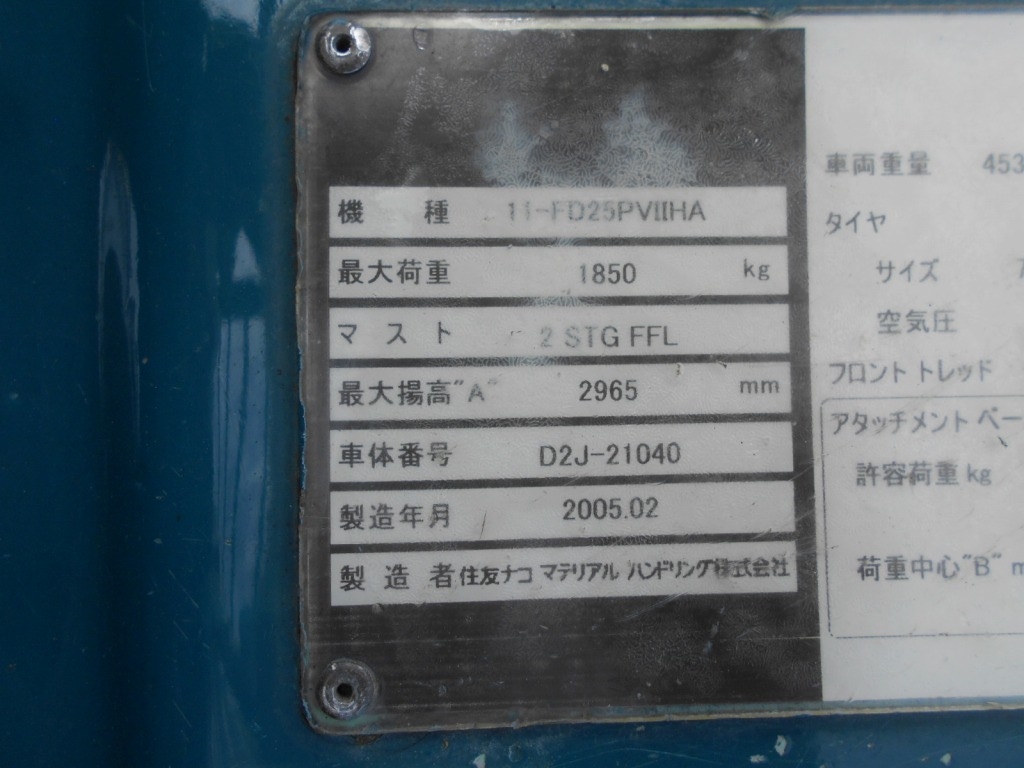 機 種 11-FD25PVIIHA
最大荷重 1850 kg
マスト 2 STG FFL
最大揚高"A" 2965 mm
車体番号 D2J-21040
製造年月 2005.02
製造者 住友ナコ マテリアル ハンドリング株式会社
車両重量 453
タイヤ
サイズ 7
空気圧
フロント トレッド
アタッチメント ベー
許容荷重 kg
荷重中心"B" m